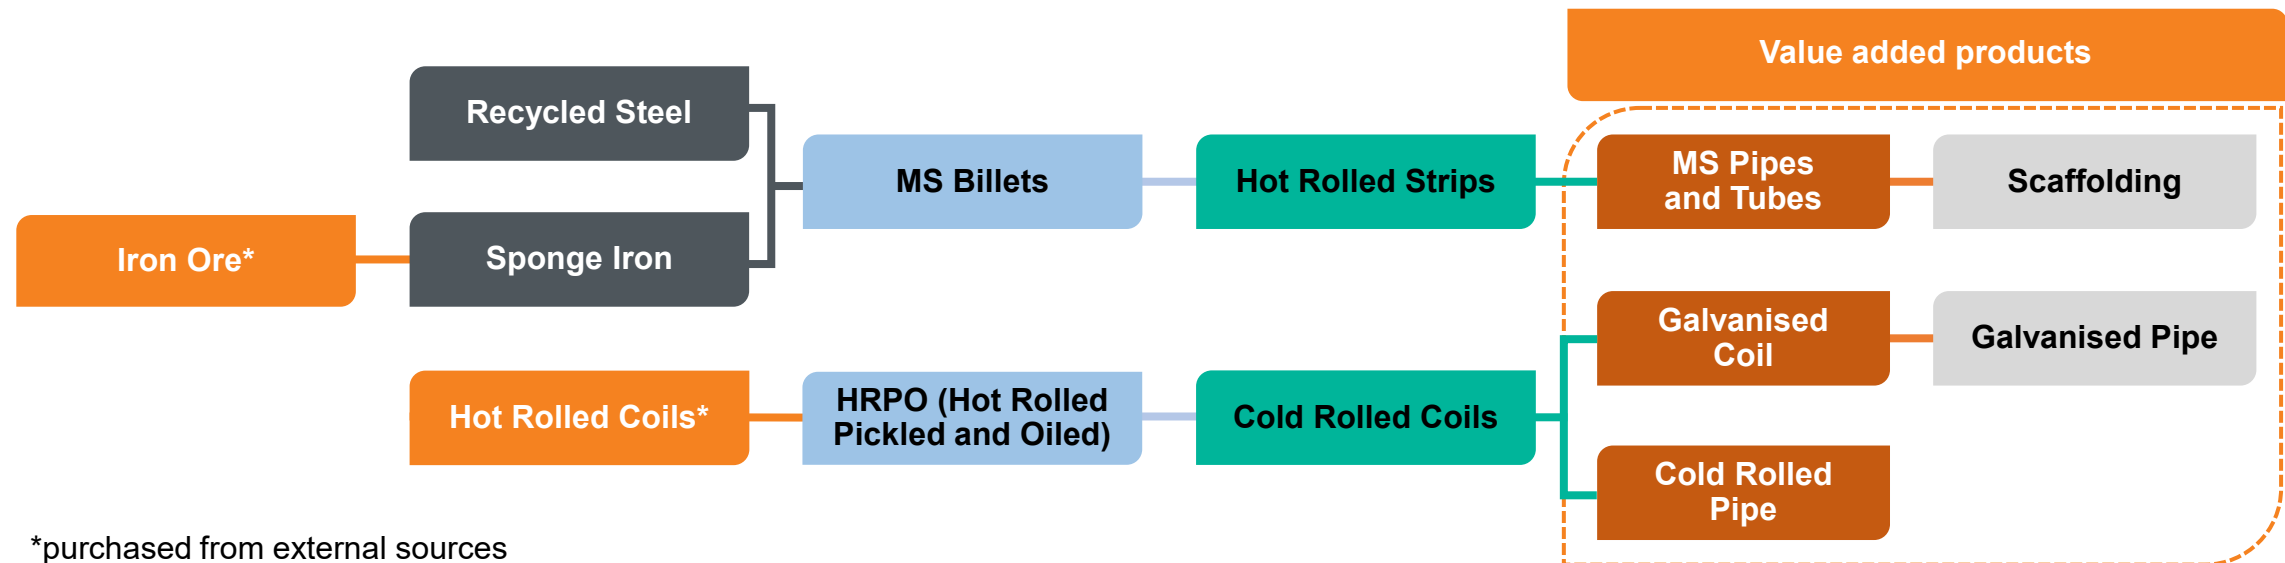 Value added products
Recycled Steel
MS Billets
Hot Rolled Strips
MS Pipes
and Tubes
Scaffolding
Iron Ore*
Sponge Iron
Galvanised
Coil
Galvanised Pipe
Hot Rolled Coils*
HRPO (Hot Rolled
Pickled and Oiled)
Cold Rolled Coils
Cold Rolled
Pipe
*purchased from external sources